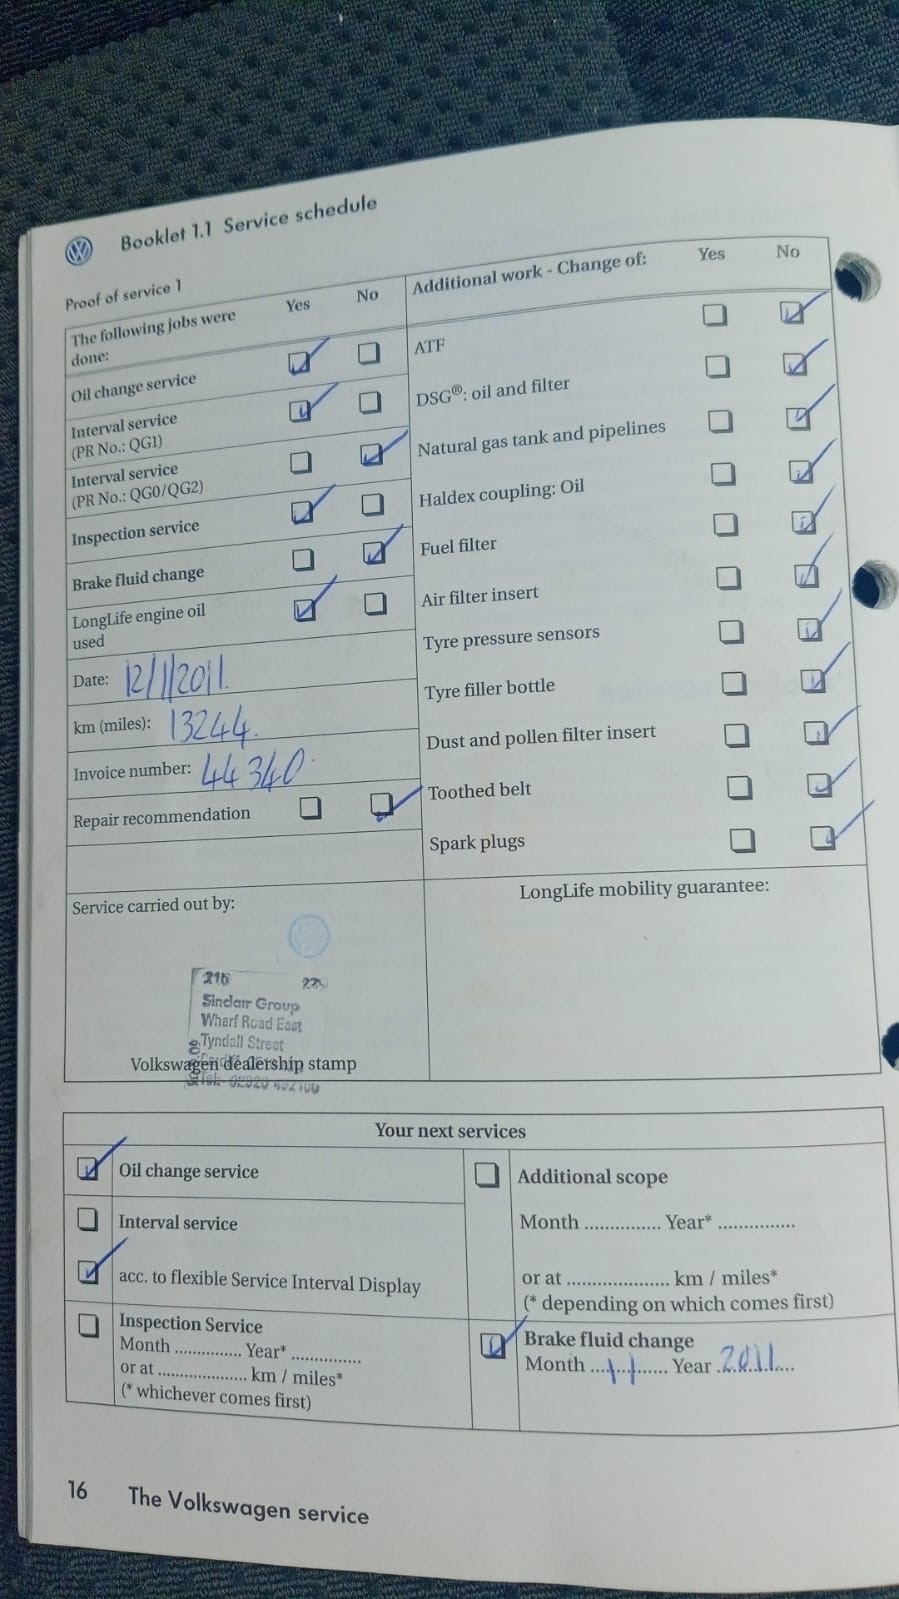 Booklet 1.1 Service schedule
Proof of service 1
The following jobs were done: Yes No
Oil change service
Interval service
(PR No.: QG1)
Interval service
(PR No.: QG0/QG2)
Inspection service
Brake fluid change
LongLife engine oil
used
Date: 12/1/2011.
km (miles): 13244.
Invoice number: 44340
Repair recommendation
Additional work - Change of: Yes No
ATF
DSG®: oil and filter
Natural gas tank and pipelines
Haldex coupling: Oil
Fuel filter
Air filter insert
Tyre pressure sensors
Tyre filler bottle
Dust and pollen filter insert
Toothed belt
Spark plugs
Service carried out by:
216
Sinclair Group
Wharf Road East
Tyndall Street
Volkswagen dealership stamp
LongLife mobility guarantee:
Your next services
Oil change service
Interval service
acc. to flexible Service Interval Display
Inspection Service
Month ............... Year* ...............
or at .................... km / miles*
(* whichever comes first)
Additional scope
Month ............... Year* ...............
or at .................... km / miles*
(* depending on which comes first)
Brake fluid change
Month ....11...... Year .2011....
16 The Volkswagen service